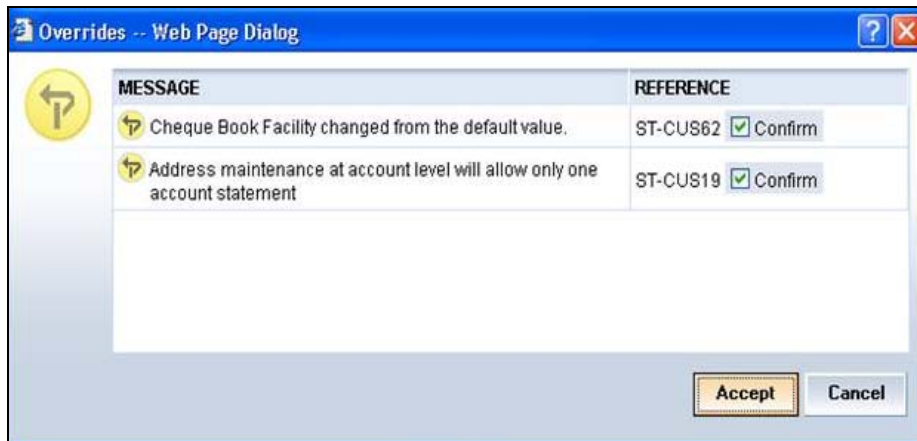 Overrides -- Web Page Dialog
MESSAGE REFERENCE
Cheque Book Facility changed from the default value. ST-CUS62 Confirm
Address maintenance at account level will allow only one
account statement
ST-CUS19 Confirm
Accept Cancel